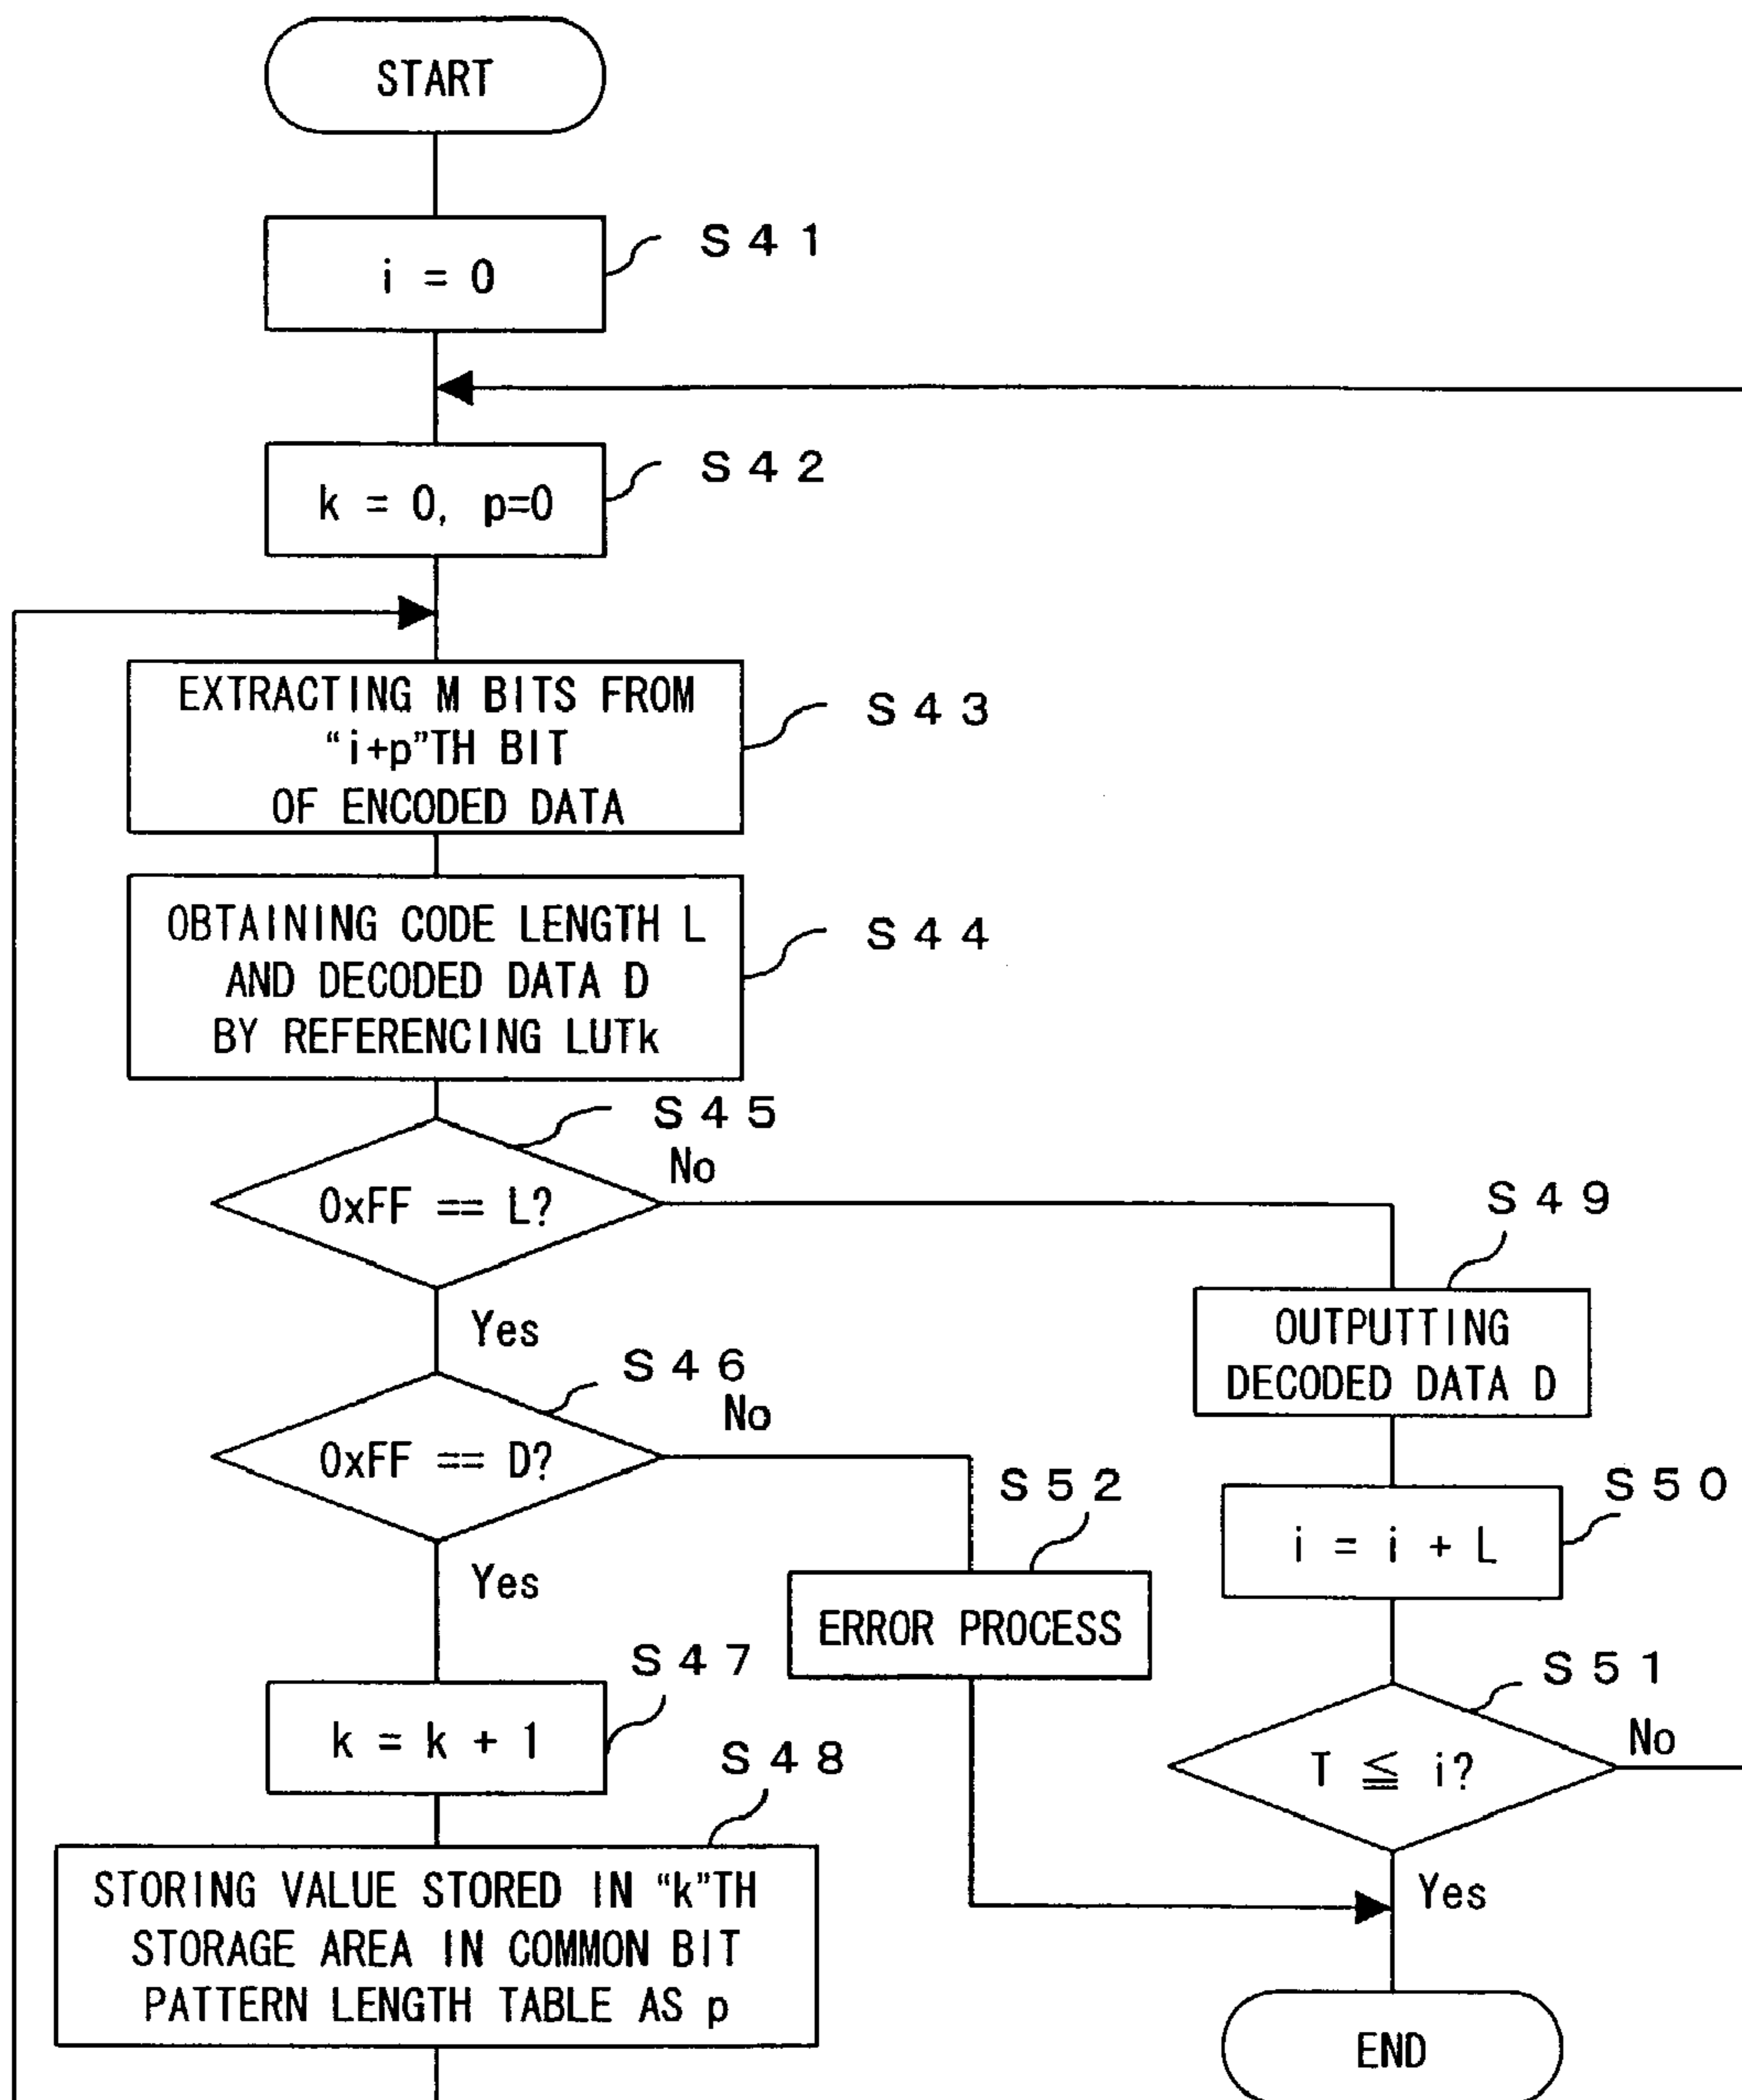 START
i = 0
S41
k = 0, p=0
S42
EXTRACTING M BITS FROM
“i+p”TH BIT
OF ENCODED DATA
S43
OBTAINING CODE LENGTH L
AND DECODED DATA D
BY REFERENCING LUTk
S44
S45
0xFF == L?
No
Yes
S49
OUTPUTTING
DECODED DATA D
S46
0xFF == D?
No
Yes
S52
ERROR PROCESS
S50
i = i + L
S47
k = k + 1
S51
T ≦ i?
No
Yes
S48
STORING VALUE STORED IN “k”TH
STORAGE AREA IN COMMON BIT
PATTERN LENGTH TABLE AS p
END